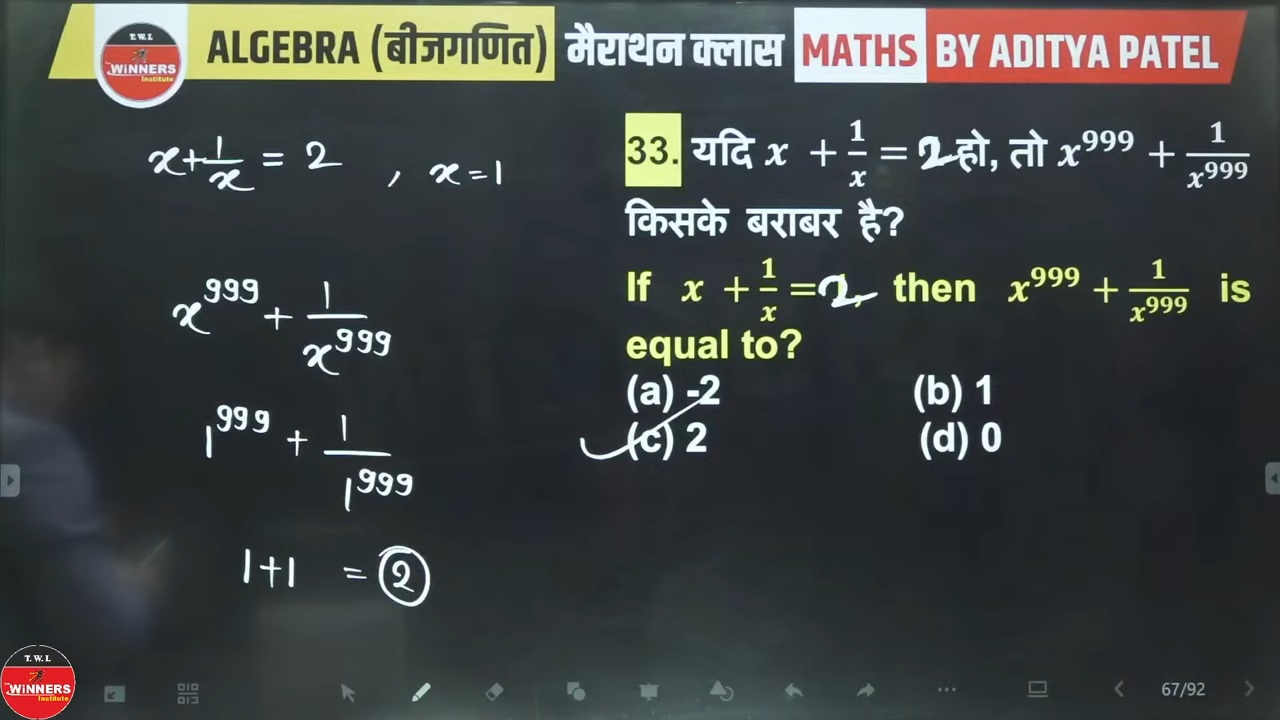 T.W.I.
WiNNERS
Institute
ALGEBRA (बीजगणित) मैराथन क्लास MATHS BY ADITYA PATEL
x + 1/x = 2 , x = 1
x^999 + 1/x^999
1^999 + 1/1^999
1+1 = 2
33. यदि x + 1/x = 2 हो, तो x^999 + 1/x^999
किसके बराबर है?
If x + 1/x = 2, then x^999 + 1/x^999 is
equal to?
(a) -2 (b) 1
(c) 2 (d) 0
T.W.I.
WiNNERS
Institute
67/92